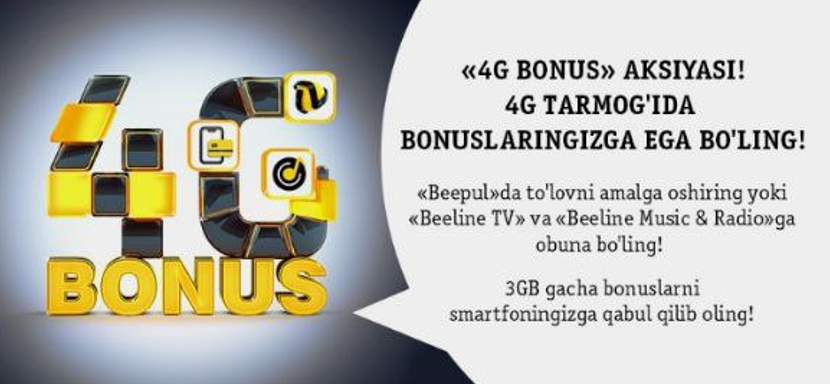 4G
BONUS
«4G BONUS» AKSIYASI!
4G TARMOG'IDA
BONUSLARINGIZGA EGA BO'LING!
«Beepul»da to'lovni amalga oshiring yoki
«Beeline TV» va «Beeline Music & Radio»ga
obuna bo'ling!
3GB gacha bonuslarni
smartfoningizga qabul qilib oling!